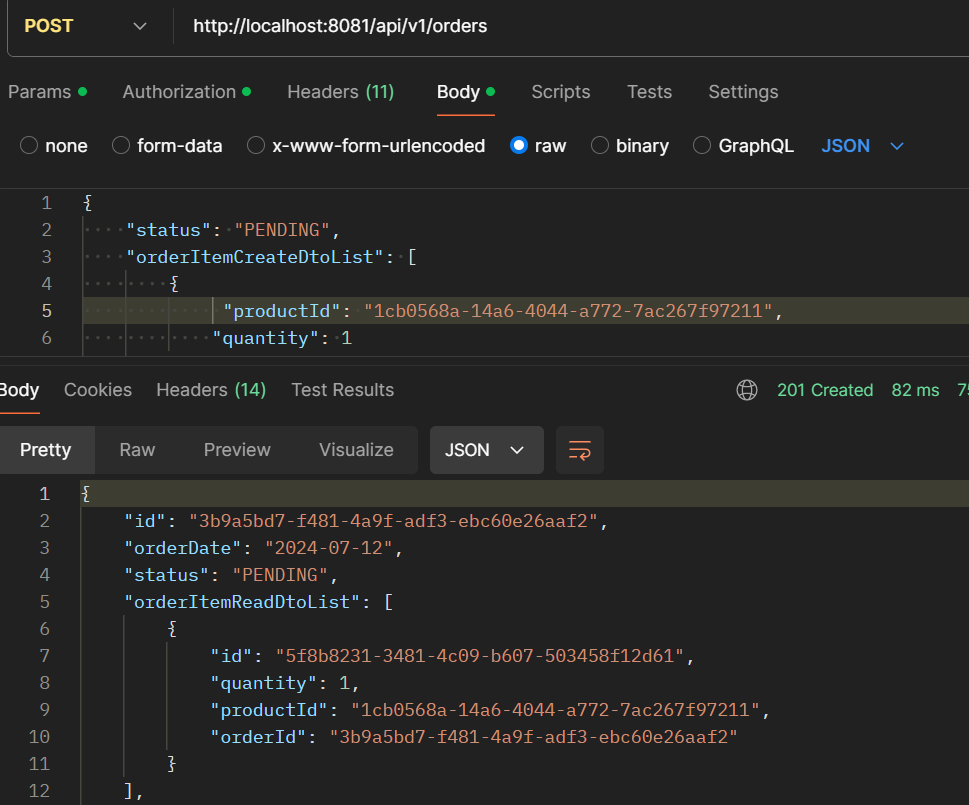 POST http://localhost:8081/api/v1/orders
Params Authorization Headers (11) Body Scripts Tests Settings
none form-data x-www-form-urlencoded raw binary GraphQL JSON
1 {
2 "status": "PENDING",
3 "orderItemCreateDtoList": [
4 {
5 "productId": "1cb0568a-14a6-4044-a772-7ac267f97211",
6 "quantity": 1
Body Cookies Headers (14) Test Results 201 Created 82 ms 75
Pretty Raw Preview Visualize JSON
1 {
2 "id": "3b9a5bd7-f481-4a9f-adf3-ebc60e26aaf2",
3 "orderDate": "2024-07-12",
4 "status": "PENDING",
5 "orderItemReadDtoList": [
6 {
7 "id": "5f8b8231-3481-4c09-b607-503458f12d61",
8 "quantity": 1,
9 "productId": "1cb0568a-14a6-4044-a772-7ac267f97211",
10 "orderId": "3b9a5bd7-f481-4a9f-adf3-ebc60e26aaf2"
11 }
12 ],